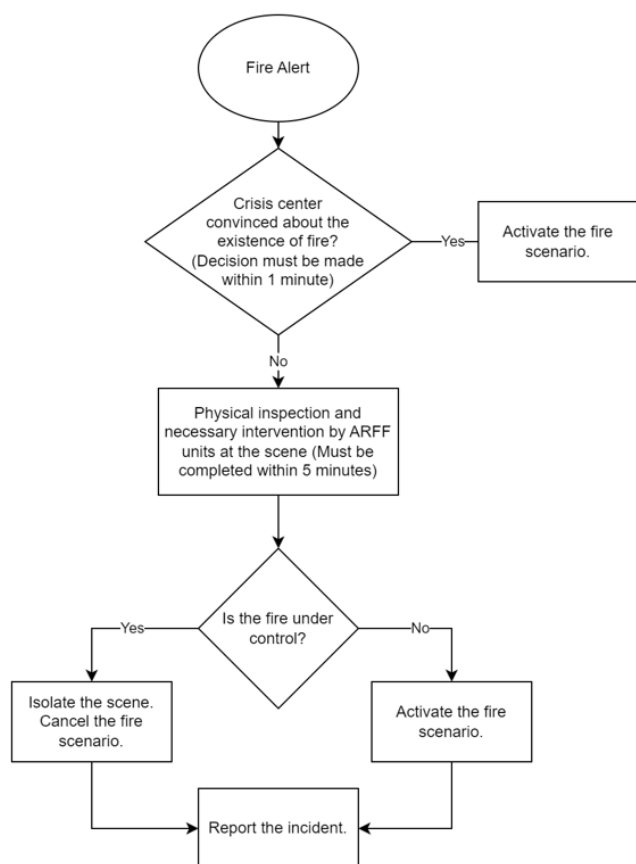 Fire Alert
Crisis center
convinced about the
existence of fire?
(Decision must be made
within 1 minute)
Yes
Activate the fire
scenario.
No
Physical inspection and
necessary intervention by ARFF
units at the scene (Must be
completed within 5 minutes)
Is the fire under
control?
Yes
No
Isolate the scene.
Cancel the fire
scenario.
Activate the fire
scenario.
Report the incident.